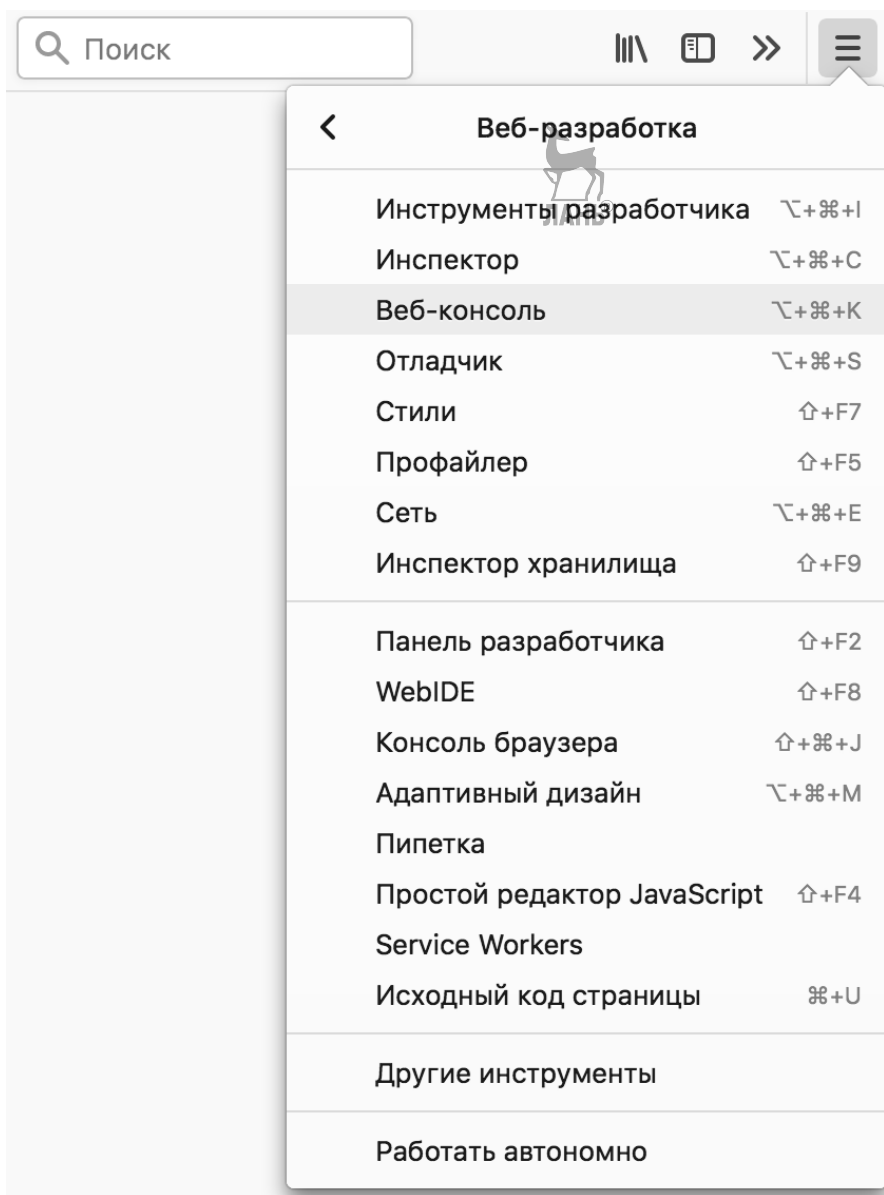 Поиск
Веб-разработка
ЛАНЬ®
Инструменты разработчика ⌥+⌘+I
Инспектор ⌥+⌘+C
Веб-консоль ⌥+⌘+K
Отладчик ⌥+⌘+S
Стили ⇧+F7
Профайлер ⇧+F5
Сеть ⌥+⌘+E
Инспектор хранилища ⇧+F9
Панель разработчика ⇧+F2
WebIDE ⇧+F8
Консоль браузера ⇧+⌘+J
Адаптивный дизайн ⌥+⌘+M
Пипетка
Простой редактор JavaScript ⇧+F4
Service Workers
Исходный код страницы ⌘+U
Другие инструменты
Работать автономно